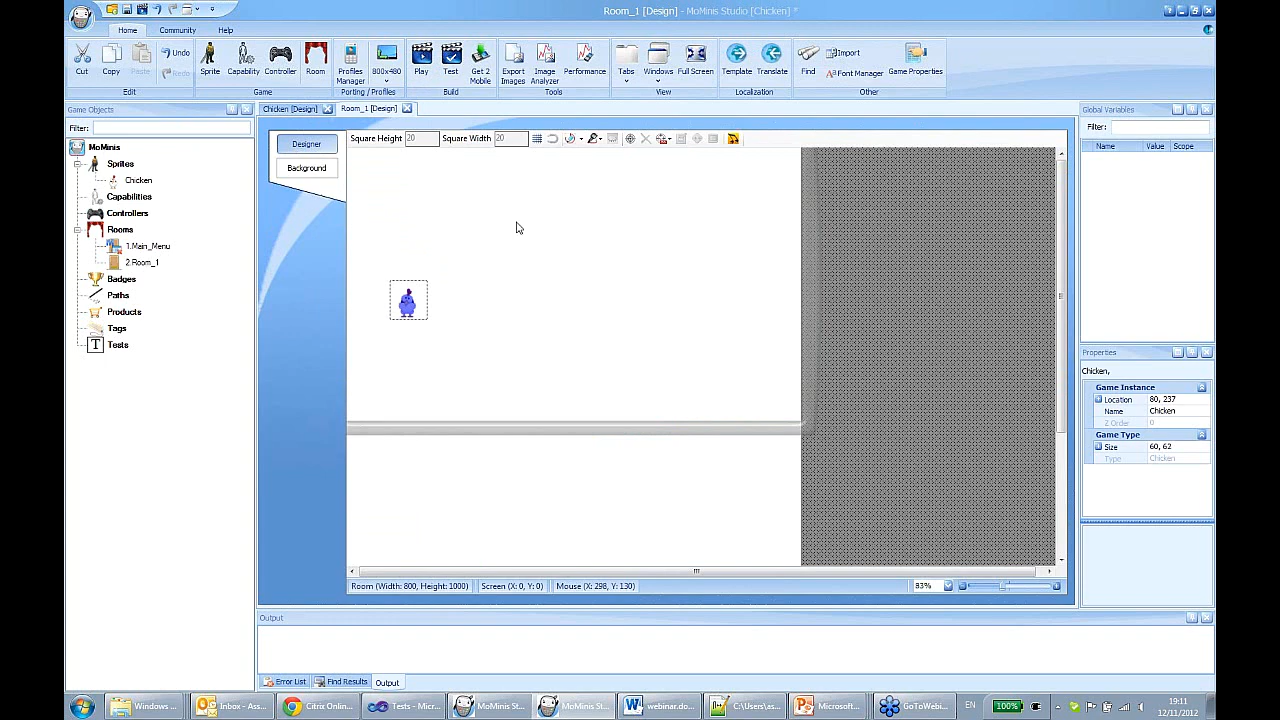 Room_1 [Design] - MoMinis Studio [Chicken] *
Home Community Help
Cut Copy Paste Undo Redo Sprite Capability Controller Room Profiles Manager 800x480 Play Test Get 2 Mobile Export Images Image Analyzer Performance Tabs Windows Full Screen Template Translate Find Import Font Manager Game Properties
Edit Game Porting / Profiles Build Tools View Localization Other
Game Objects
Filter:
MoMinis
Sprites
Chicken
Capabilities
Controllers
Rooms
1.Main_Menu
2 Room_1
Badges
Paths
Products
Tags
Tests
Chicken [Design] Room_1 [Design]
Designer
Background
Square Height 20 Square Width 20
Room (Width: 800, Height: 1000) Screen (X: 0, Y: 0) Mouse (X: 298, Y: 130) 83%
Global Variables
Filter:
Name Value Scope
Properties
Chicken,
Game Instance
Location 80, 237
Name Chicken
Z Order 0
Game Type
Size 60, 62
Type Chicken
Output
Error List Find Results Output
Windows ... Inbox - Ass... Citrix Onlin... Tests - Micr... MoMinis St... MoMinis St... webinar.do... C:\Users\as... Microsoft... GoToWebi... EN 100% 19:11
12/11/2012